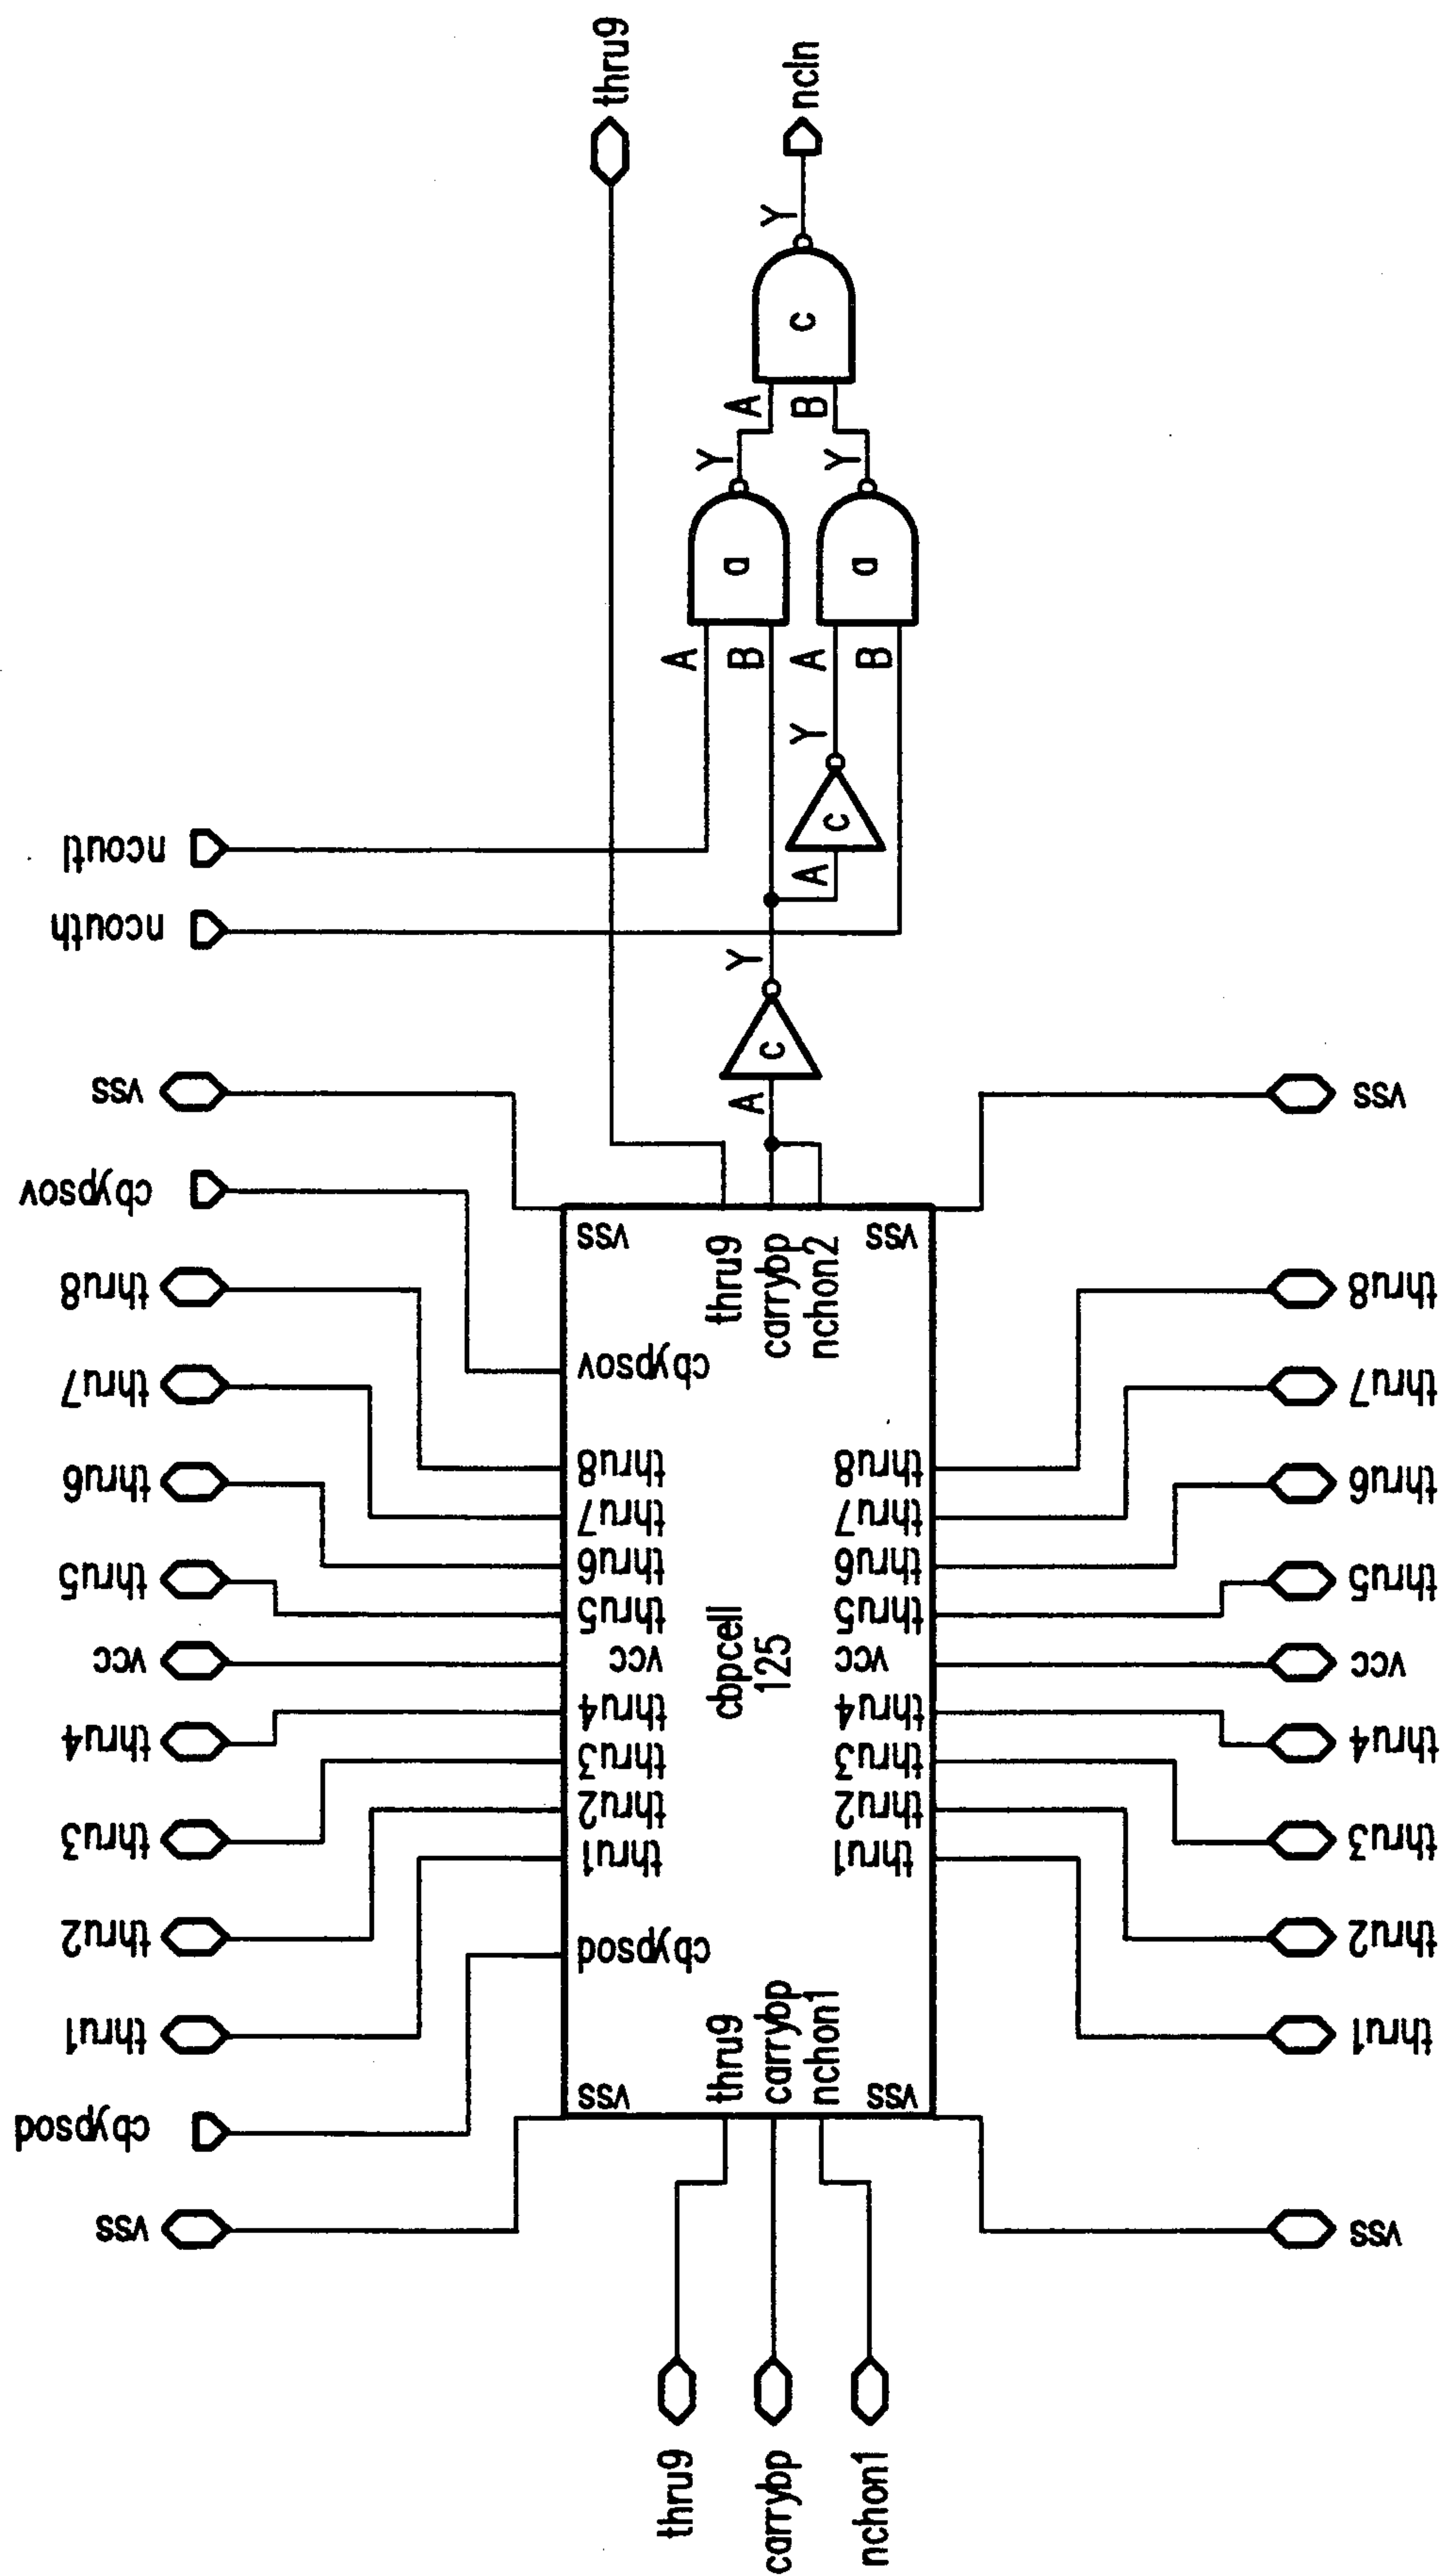 thru9
ncln
Y
c
A
B
Y
Y
a
a
A
B
A
B
Y
c
A
ncoutl
ncouth
Y
c
A
vss
vss
cbypsov
thru8
thru8
thru7
thru7
thru6
thru6
thru5
thru5
vcc
vcc
thru4
thru4
thru3
thru3
thru2
thru2
thru1
thru1
cbypsod
vss
vss
vss
thru9
carrybp
nchon2
vss
cbypsov
thru8
thru8
thru7
thru7
thru6
thru6
thru5
thru5
vcc
vcc
cbpcell
125
thru4
thru4
thru3
thru3
thru2
thru2
thru1
thru1
cbypsod
vss
thru9
carrybp
nchon1
vss
thru9
carrybp
nchon1